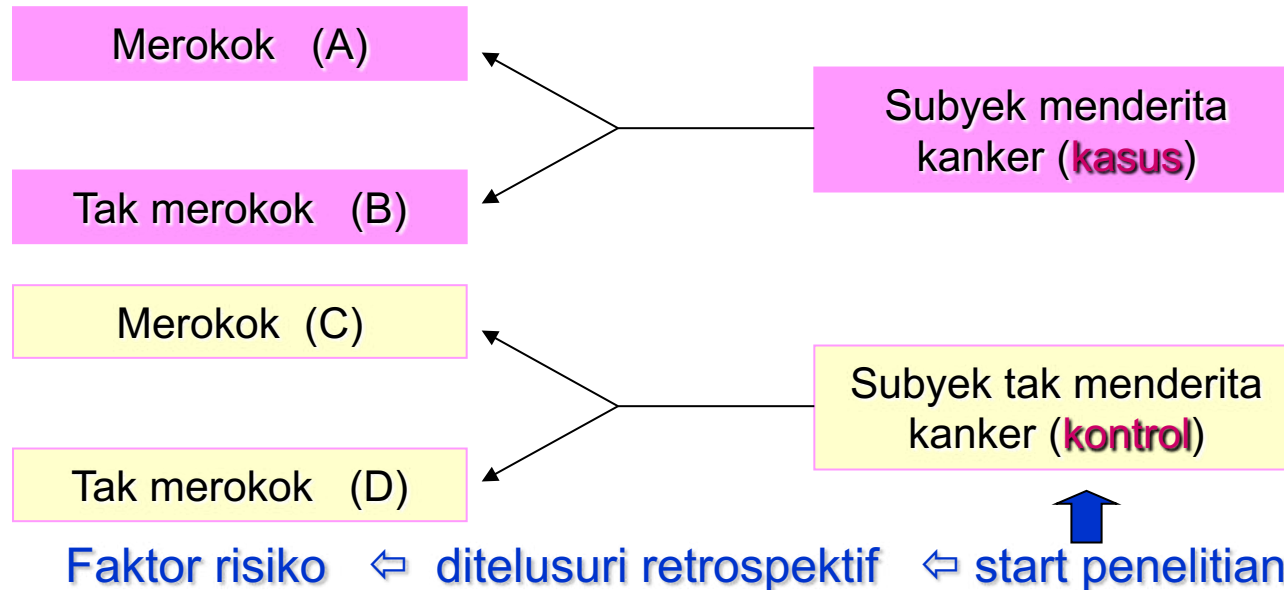 Merokok (A)
Subyek menderita
kanker (kasus)
Tak merokok (B)
Merokok (C)
Subyek tak menderita
kanker (kontrol)
Tak merokok (D)
Faktor risiko ⇦ ditelusuri retrospektif ⇦ start penelitian